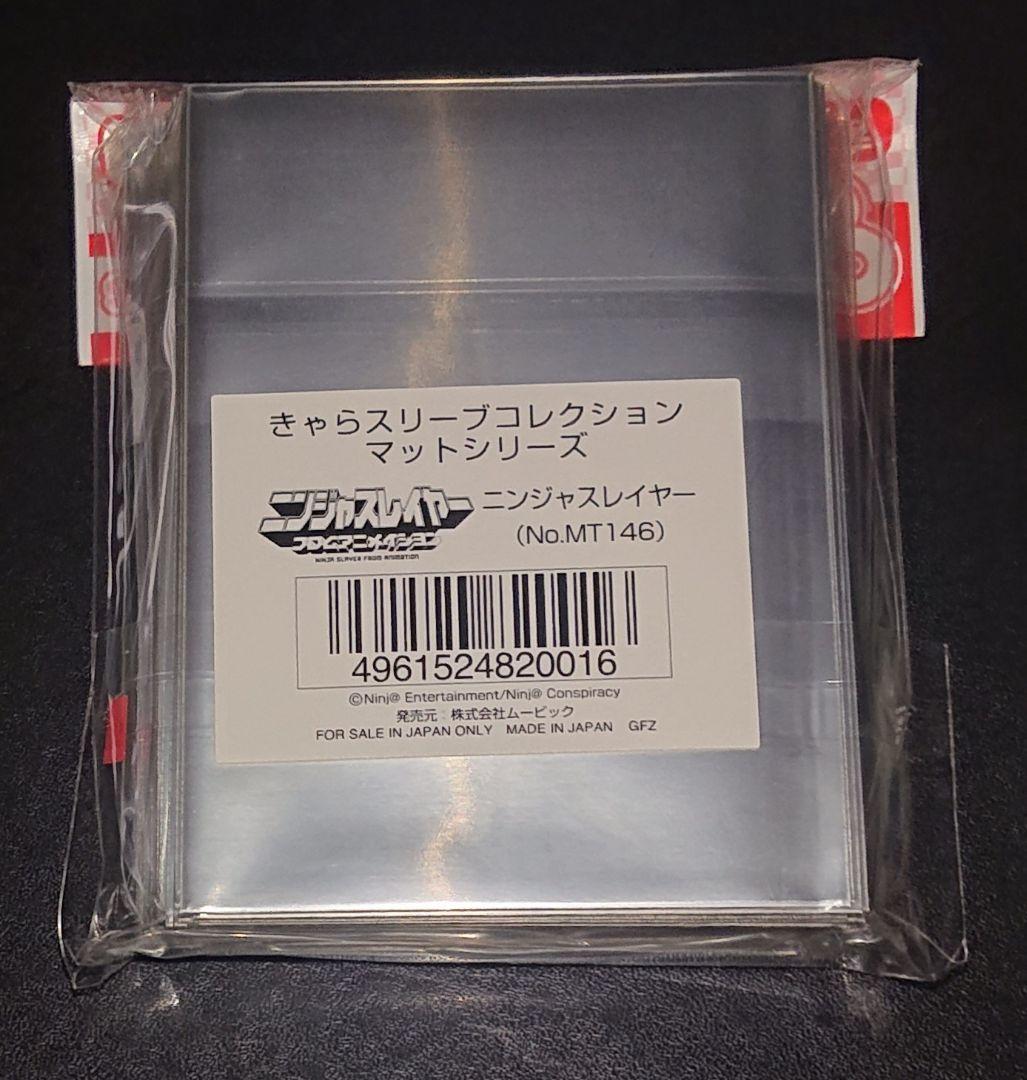 きゃらスリーブコレクション
マットシリーズ
ニンジャスレイヤー
フロムアニメイション
NINJA SLAYER FROM ANIMATION
ニンジャスレイヤー
(No.MT146)
4961524820016
©Ninj@ Entertainment/Ninj@ Conspiracy
発売元:株式会社ムービック
FOR SALE IN JAPAN ONLY MADE IN JAPAN GFZ